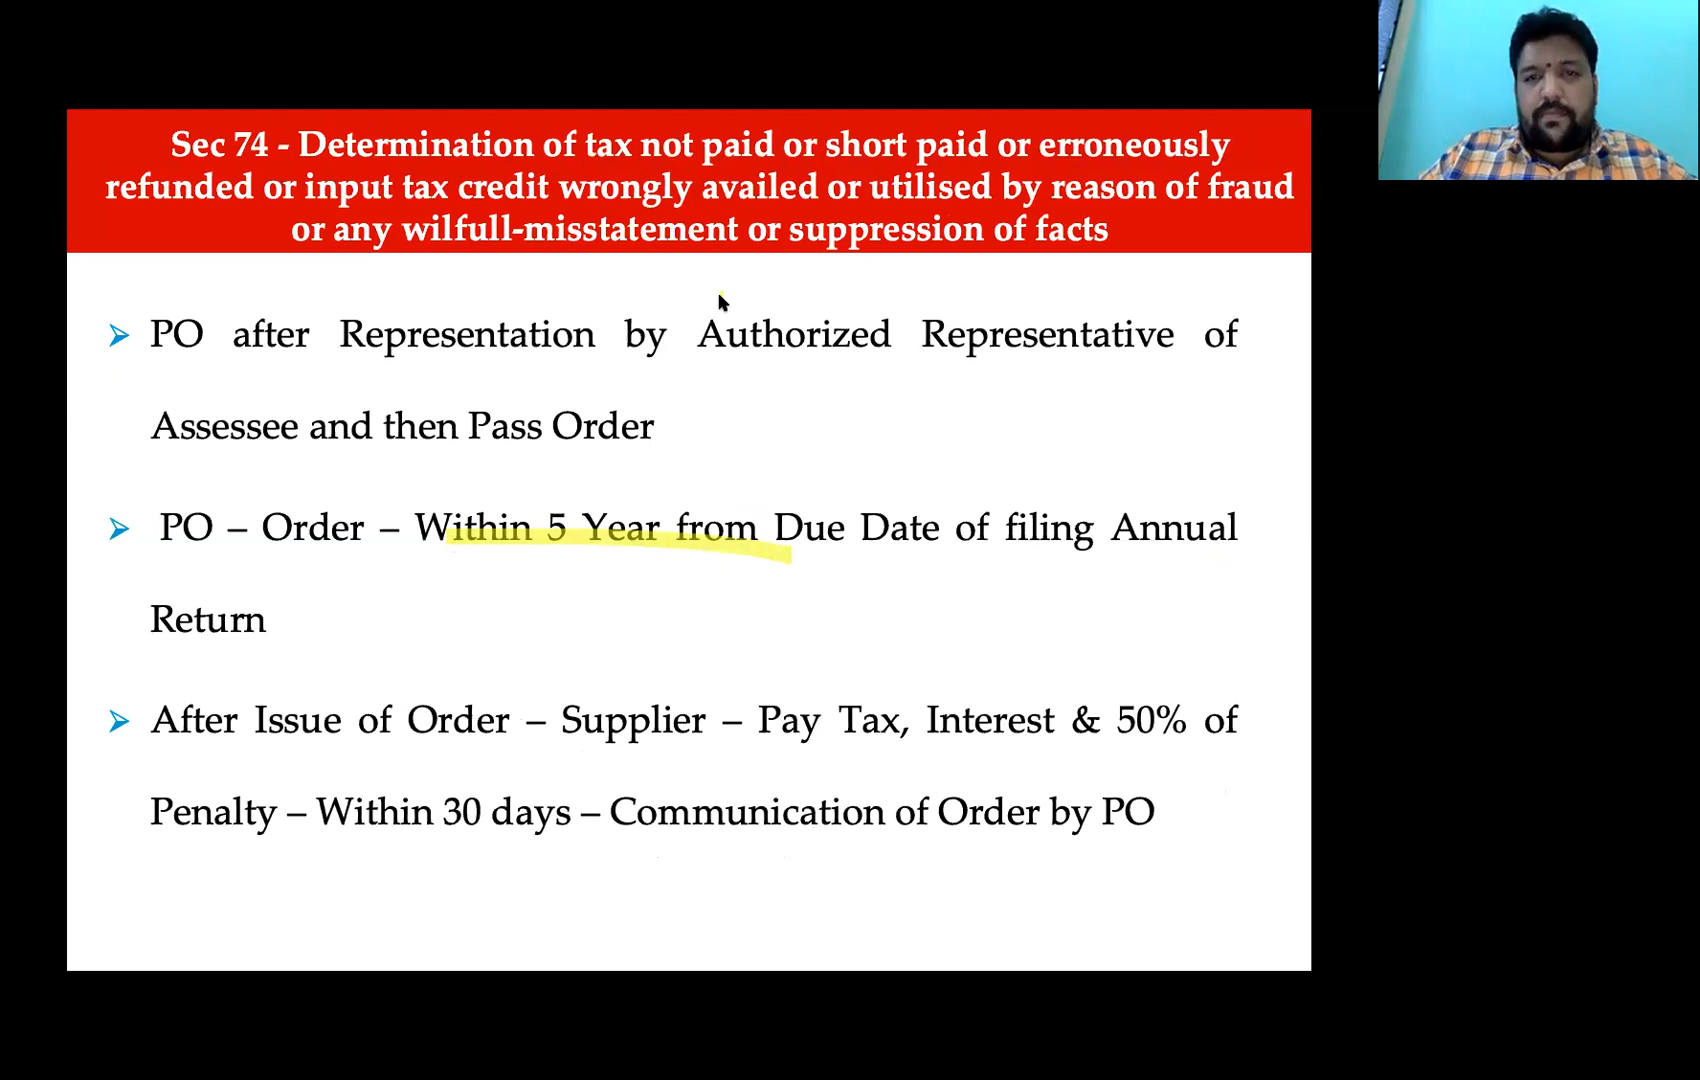 Sec 74 - Determination of tax not paid or short paid or erroneously
refunded or input tax credit wrongly availed or utilised by reason of fraud
or any wilfull-misstatement or suppression of facts
PO after Representation by Authorized Representative of
Assessee and then Pass Order
PO – Order – Within 5 Year from Due Date of filing Annual
Return
After Issue of Order – Supplier – Pay Tax, Interest & 50% of
Penalty – Within 30 days – Communication of Order by PO